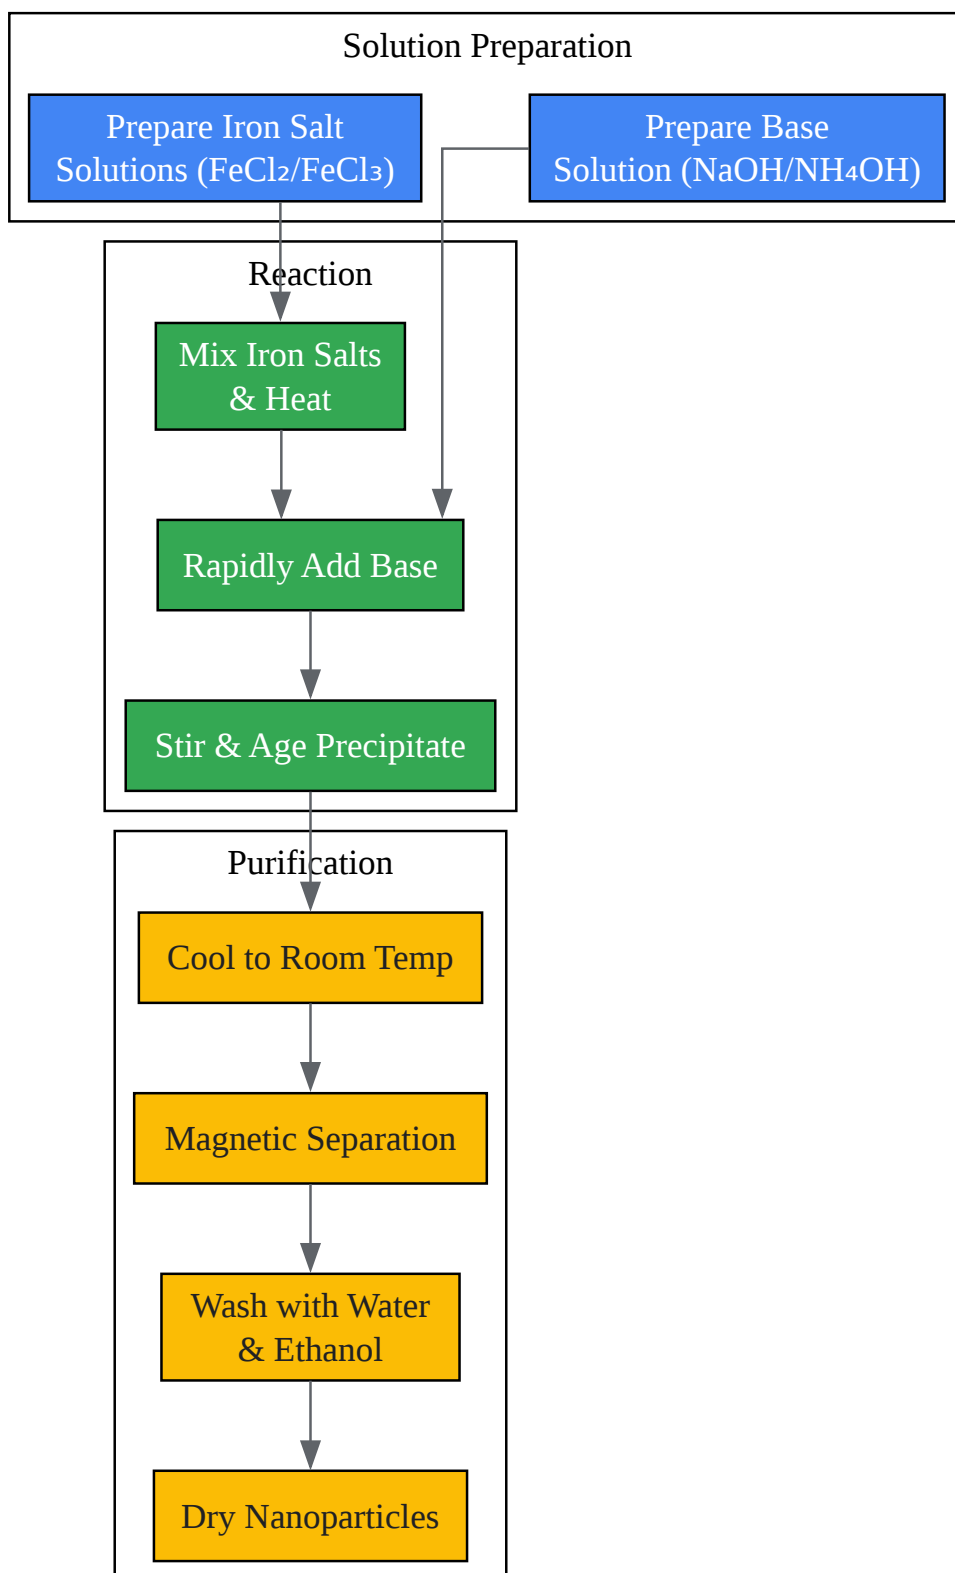 Solution Preparation
Prepare Iron Salt
Solutions (FeCl₂/FeCl₃)
Prepare Base
Solution (NaOH/NH₄OH)
Reaction
Mix Iron Salts
& Heat
Rapidly Add Base
Stir & Age Precipitate
Purification
Cool to Room Temp
Magnetic Separation
Wash with Water
& Ethanol
Dry Nanoparticles